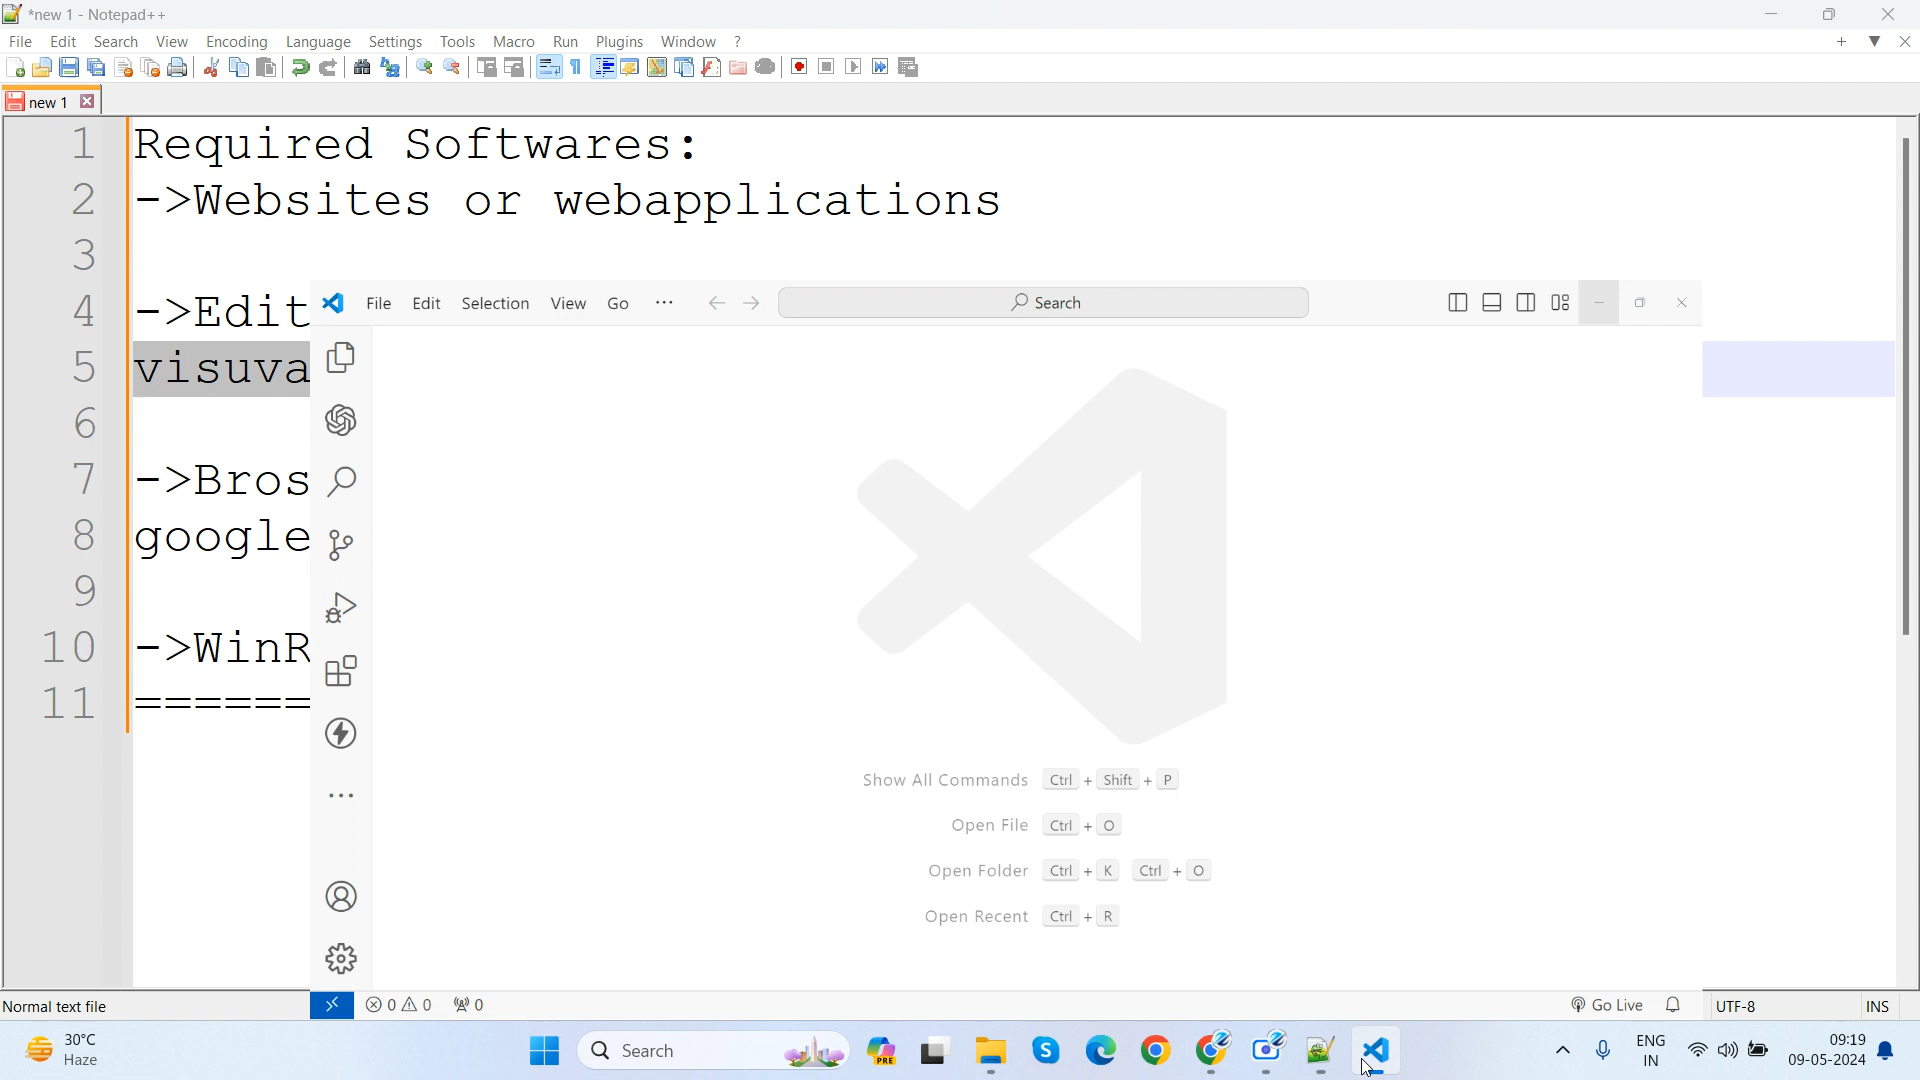 *new 1 - Notepad++
File Edit Search View Encoding Language Settings Tools Macro Run Plugins Window ?
new 1
1 Required Softwares:
2 ->Websites or webapplications
3
4 ->Edit
5 visuva
6
7 ->Bros
8 google
9
10 ->WinR
11 ======
File Edit Selection View Go ... Search
Show All Commands Ctrl + Shift + P
Open File Ctrl + O
Open Folder Ctrl + K Ctrl + O
Open Recent Ctrl + R
0 0 0 Go Live
Normal text file UTF-8 INS
30°C
Haze
Search
PRE
ENG
IN
09:19
09-05-2024